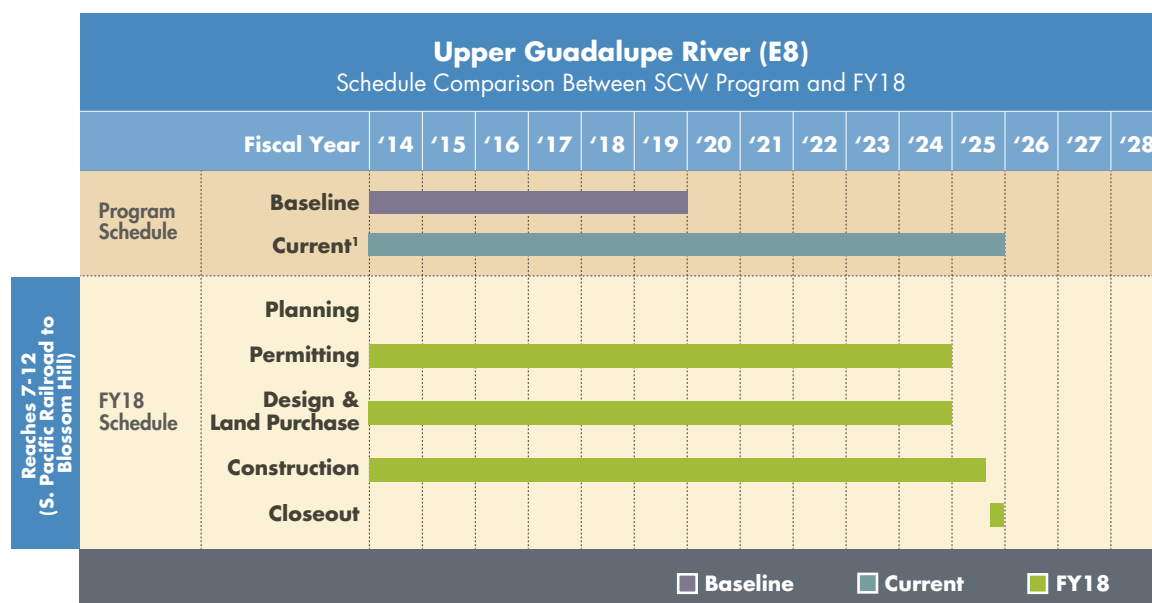 Upper Guadalupe River (E8)
Schedule Comparison Between SCW Program and FY18
Fiscal Year ‘14 ‘15 ‘16 ‘17 ‘18 ‘19 ‘20 ‘21 ‘22 ‘23 ‘24 ‘25 ‘26 ‘27 ‘28
Program
Schedule
Baseline
Current¹
Reaches 7-12
(S. Pacific Railroad to
Blossom Hill)
FY18
Schedule
Planning
Permitting
Design &
Land Purchase
Construction
Closeout
Baseline Current FY18